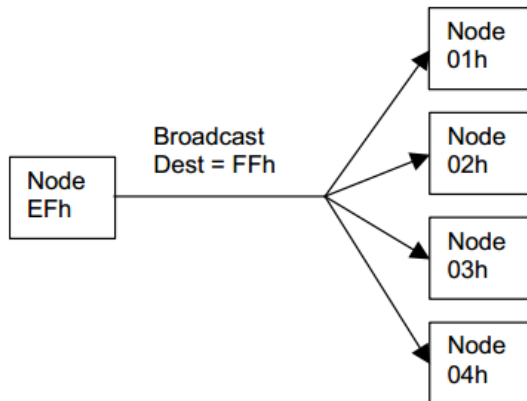 Node
01h
Broadcast
Dest = FFh
Node
02h
Node
EFh
Node
03h
Node
04h